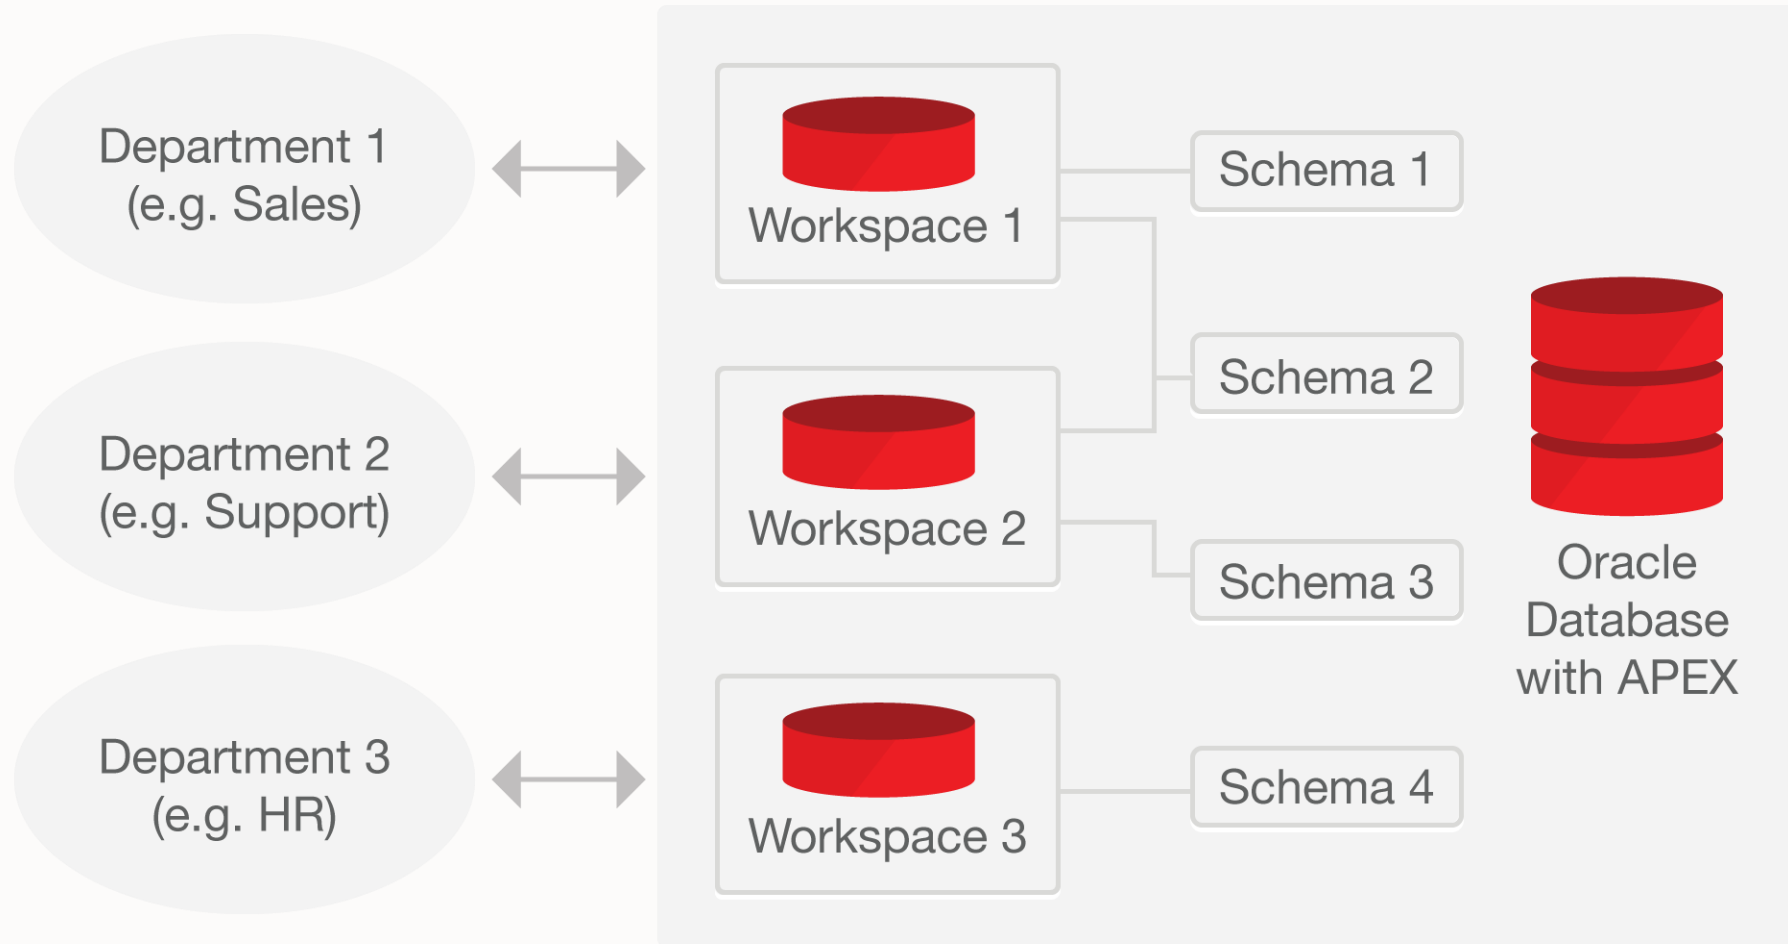 Department 1
(e.g. Sales)
Workspace 1
Schema 1
Schema 2
Department 2
(e.g. Support)
Workspace 2
Schema 3
Oracle
Database
with APEX
Department 3
(e.g. HR)
Workspace 3
Schema 4